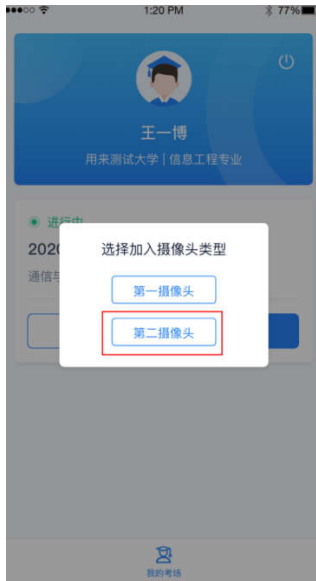 1:20 PM
77%
王一博
用来测试大学 | 信息工程专业
进行中
2020
选择加入摄像头类型
通信与
第一摄像头
第二摄像头
我的考场